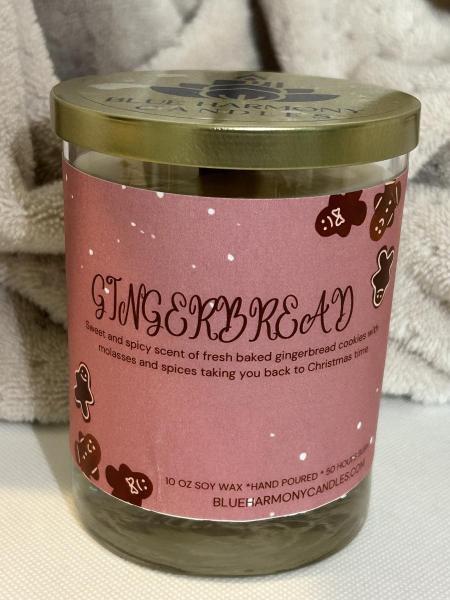 BLUE HARMONY
CANDLES
GINGERBREAD
Sweet and spicy scent of fresh baked gingerbread cookies with
molasses and spices taking you back to Christmas time
10 OZ SOY WAX *HAND POURED * 50 HOURS BURN
BLUEHARMONYCANDLES.COM